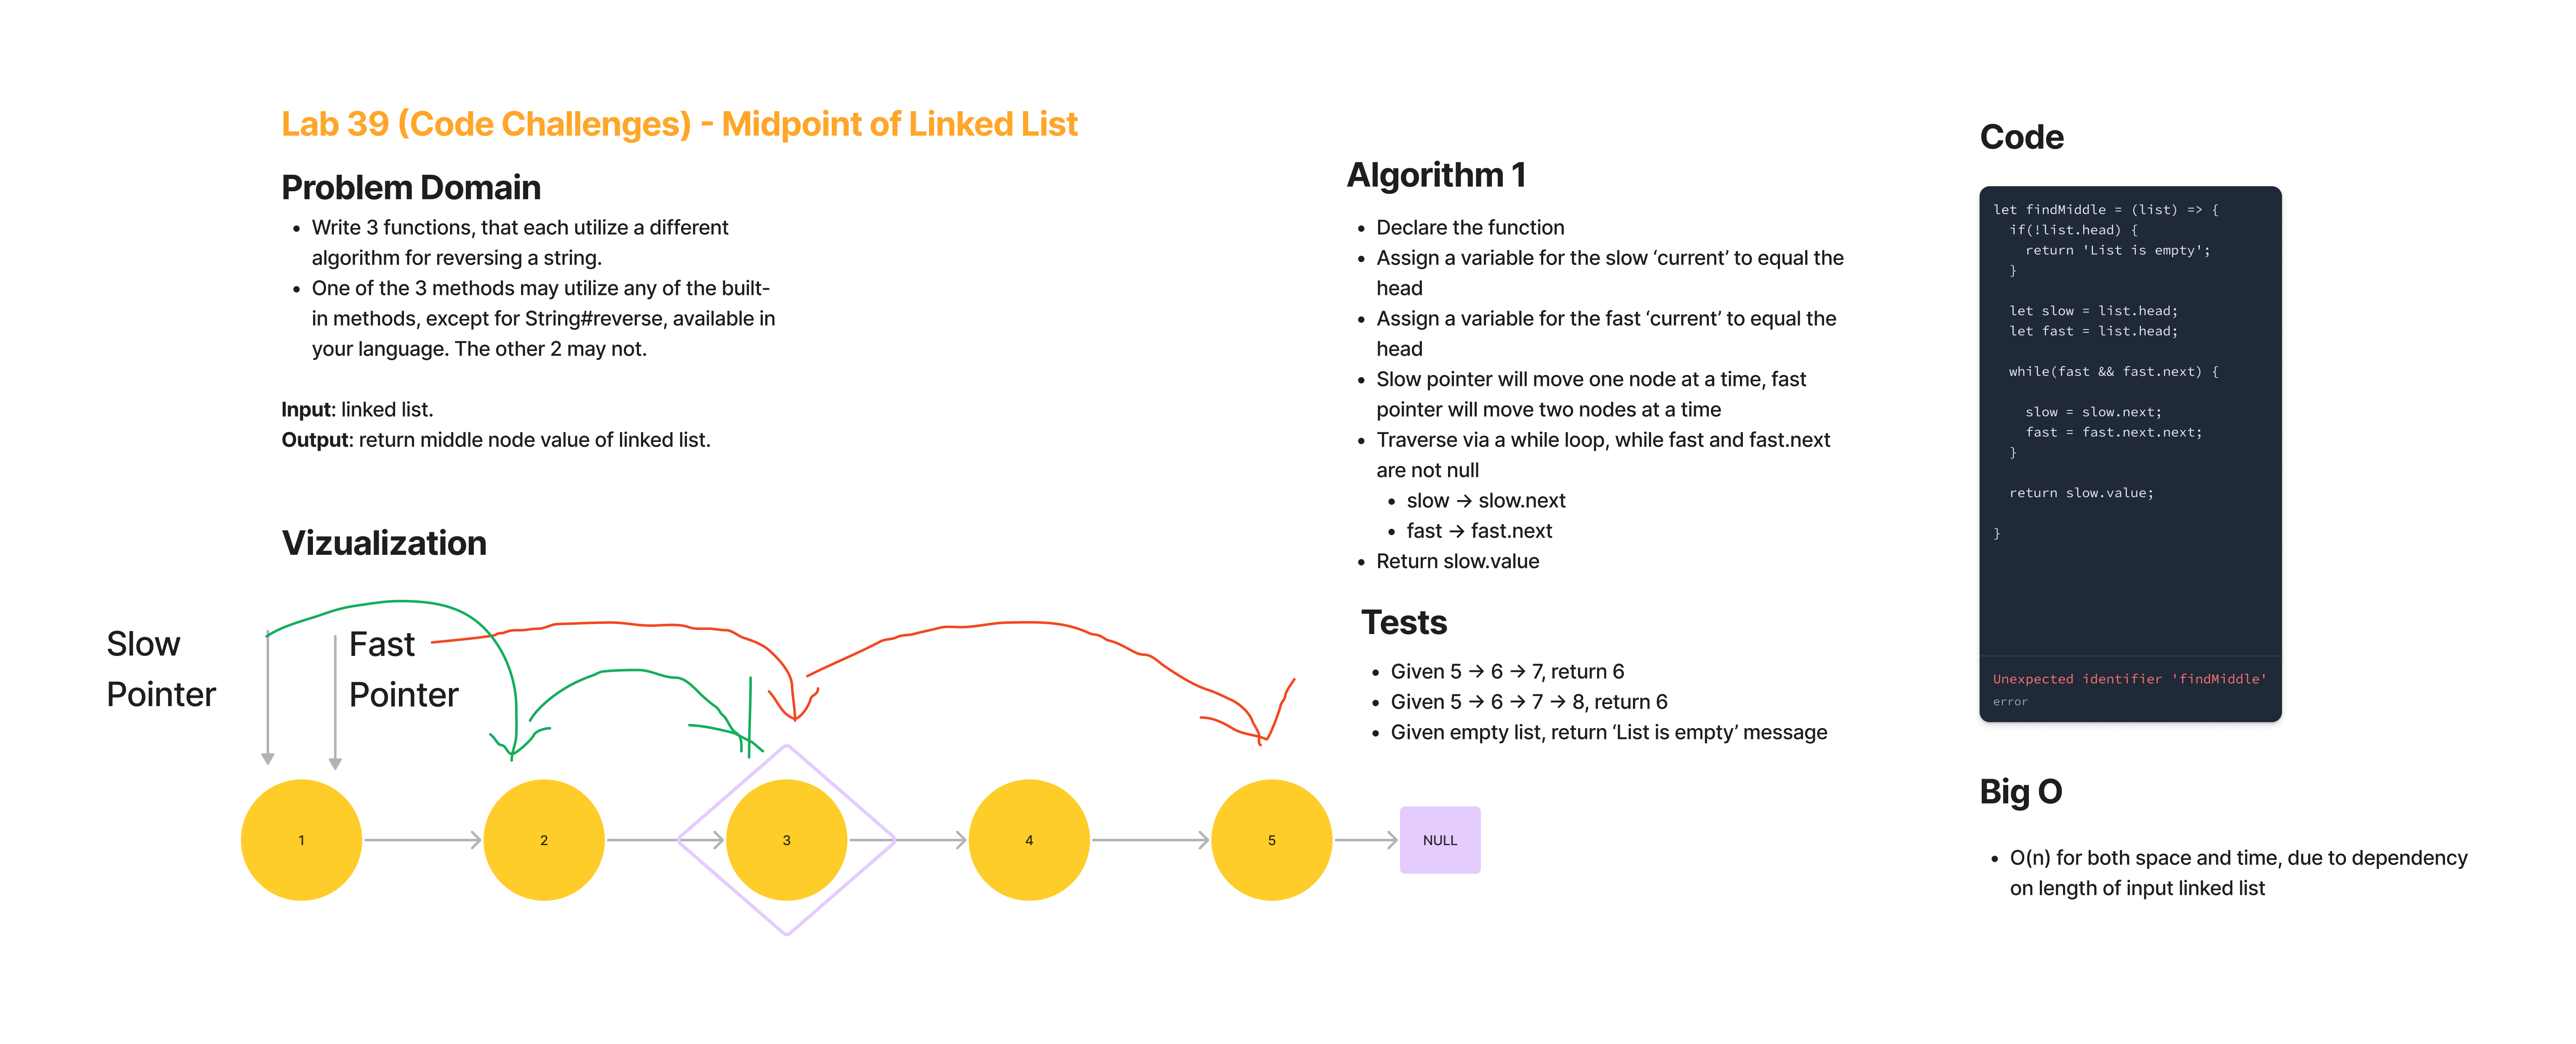 Lab 39 (Code Challenges) - Midpoint of Linked List
Problem Domain
• Write 3 functions, that each utilize a different
algorithm for reversing a string.
• One of the 3 methods may utilize any of the built-
in methods, except for String#reverse, available in
your language. The other 2 may not.
Input: linked list.
Output: return middle node value of linked list.
Vizualization
Slow
Pointer
Fast
Pointer
1
2
3
4
5
NULL
Algorithm 1
• Declare the function
• Assign a variable for the slow ‘current’ to equal the
head
• Assign a variable for the fast ‘current’ to equal the
head
• Slow pointer will move one node at a time, fast
pointer will move two nodes at a time
• Traverse via a while loop, while fast and fast.next
are not null
• slow → slow.next
• fast → fast.next
• Return slow.value
Tests
• Given 5 → 6 → 7, return 6
• Given 5 → 6 → 7 → 8, return 6
• Given empty list, return ‘List is empty’ message
Code
let findMiddle = (list) => {
if(!list.head) {
return 'List is empty';
}
let slow = list.head;
let fast = list.head;
while(fast && fast.next) {
slow = slow.next;
fast = fast.next.next;
}
return slow.value;
}
Unexpected identifier 'findMiddle'
error
Big O
• O(n) for both space and time, due to dependency
on length of input linked list